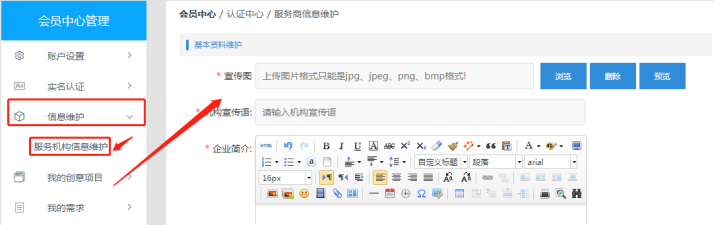 会员中心管理
账户设置
实名认证
信息维护
服务机构信息维护
我的创意项目
我的需求
会员中心 / 认证中心 / 服务商信息维护
基本资料维护
* 宣传图 上传图片格式只能是jpg、jpeg、png、bmp格式! 浏览 删除 预览
* 机构宣传语: 请输入机构宣传语
* 企业简介:
HTML B I U A ABC X² X₂
自定义标题 段落 arial
16px